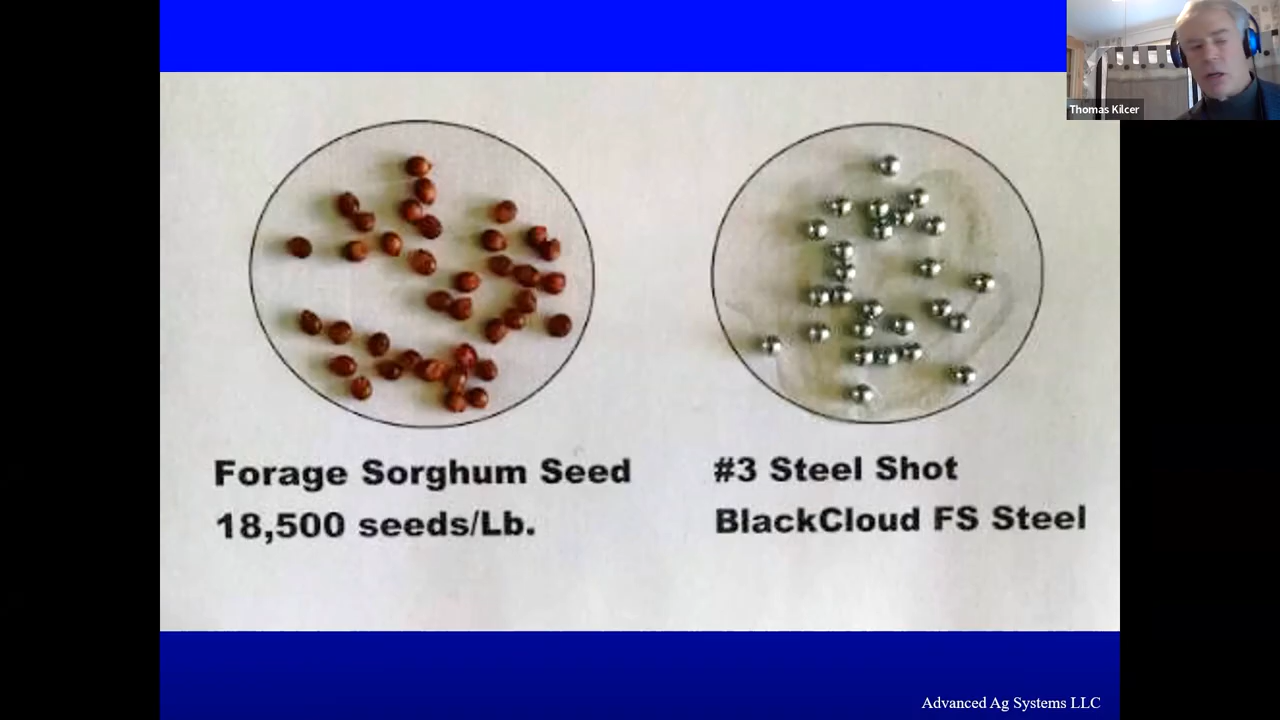 Thomas Kilcer
Forage Sorghum Seed
18,500 seeds/Lb.
#3 Steel Shot
BlackCloud FS Steel
Advanced Ag Systems LLC